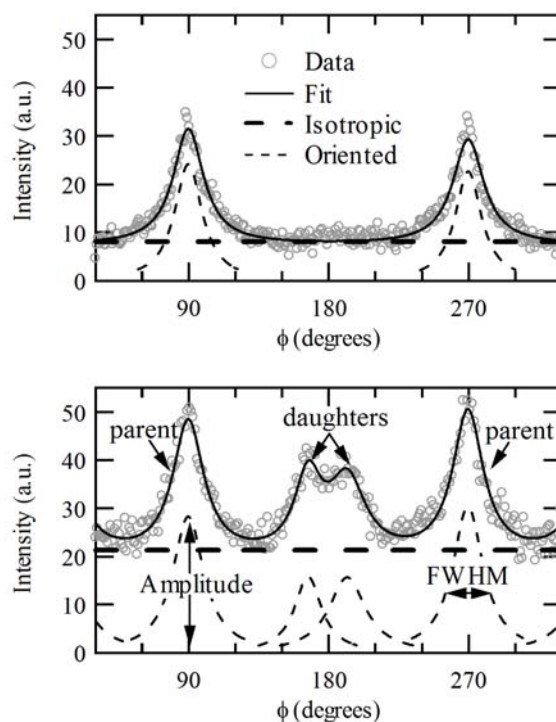 50
40
30
20
10
0
Intensity (a.u.)
Data
Fit
Isotropic
Oriented
90
180
270
ϕ (degrees)
50
40
30
20
10
0
Intensity (a.u.)
parent
daughters
parent
Amplitude
FWHM
90
180
270
ϕ (degrees)